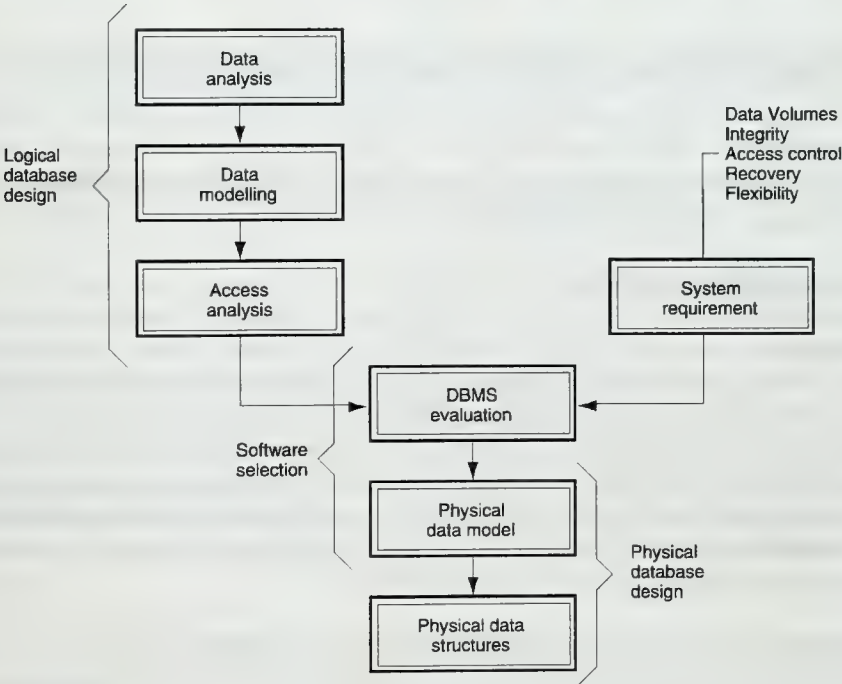 Data
analysis
Logical
database
design
Data
modelling
Access
analysis
Data Volumes
Integrity
Access control
Recovery
Flexibility
System
requirement
DBMS
evaluation
Software
selection
Physical
data model
Physical
database
design
Physical data
structures